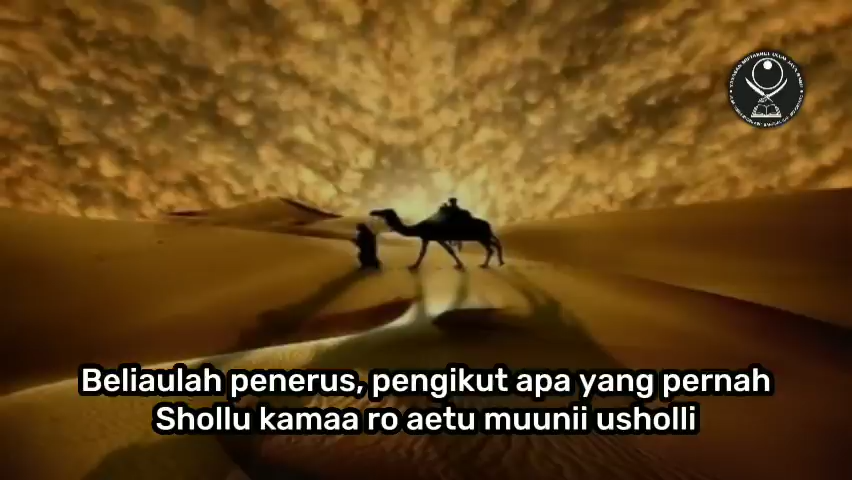 Beliaulah penerus, pengikut apa yang pernah
Shollu kamaa ro aetu muunii usholli